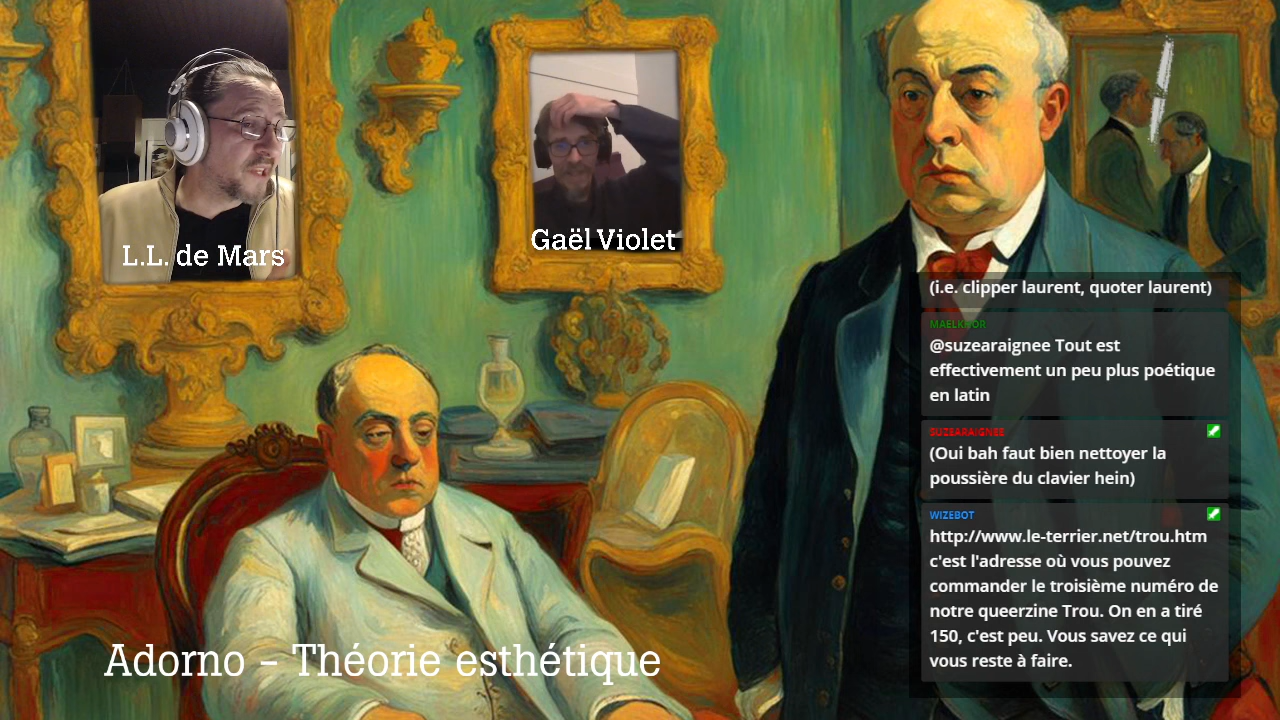 L.L. de Mars
Gaël Violet
(i.e. clipper laurent, quoter laurent)
MAELKHOR
@suzearaignee Tout est
effectivement un peu plus poétique
en latin
SUZEARAIGNEE
(Oui bah faut bien nettoyer la
poussière du clavier hein)
WIZEBOT
http://www.le-terrier.net/trou.htm
c'est l'adresse où vous pouvez
commander le troisième numéro de
notre queerzine Trou. On en a tiré
150, c'est peu. Vous savez ce qui
vous reste à faire.
Adorno – Théorie esthétique